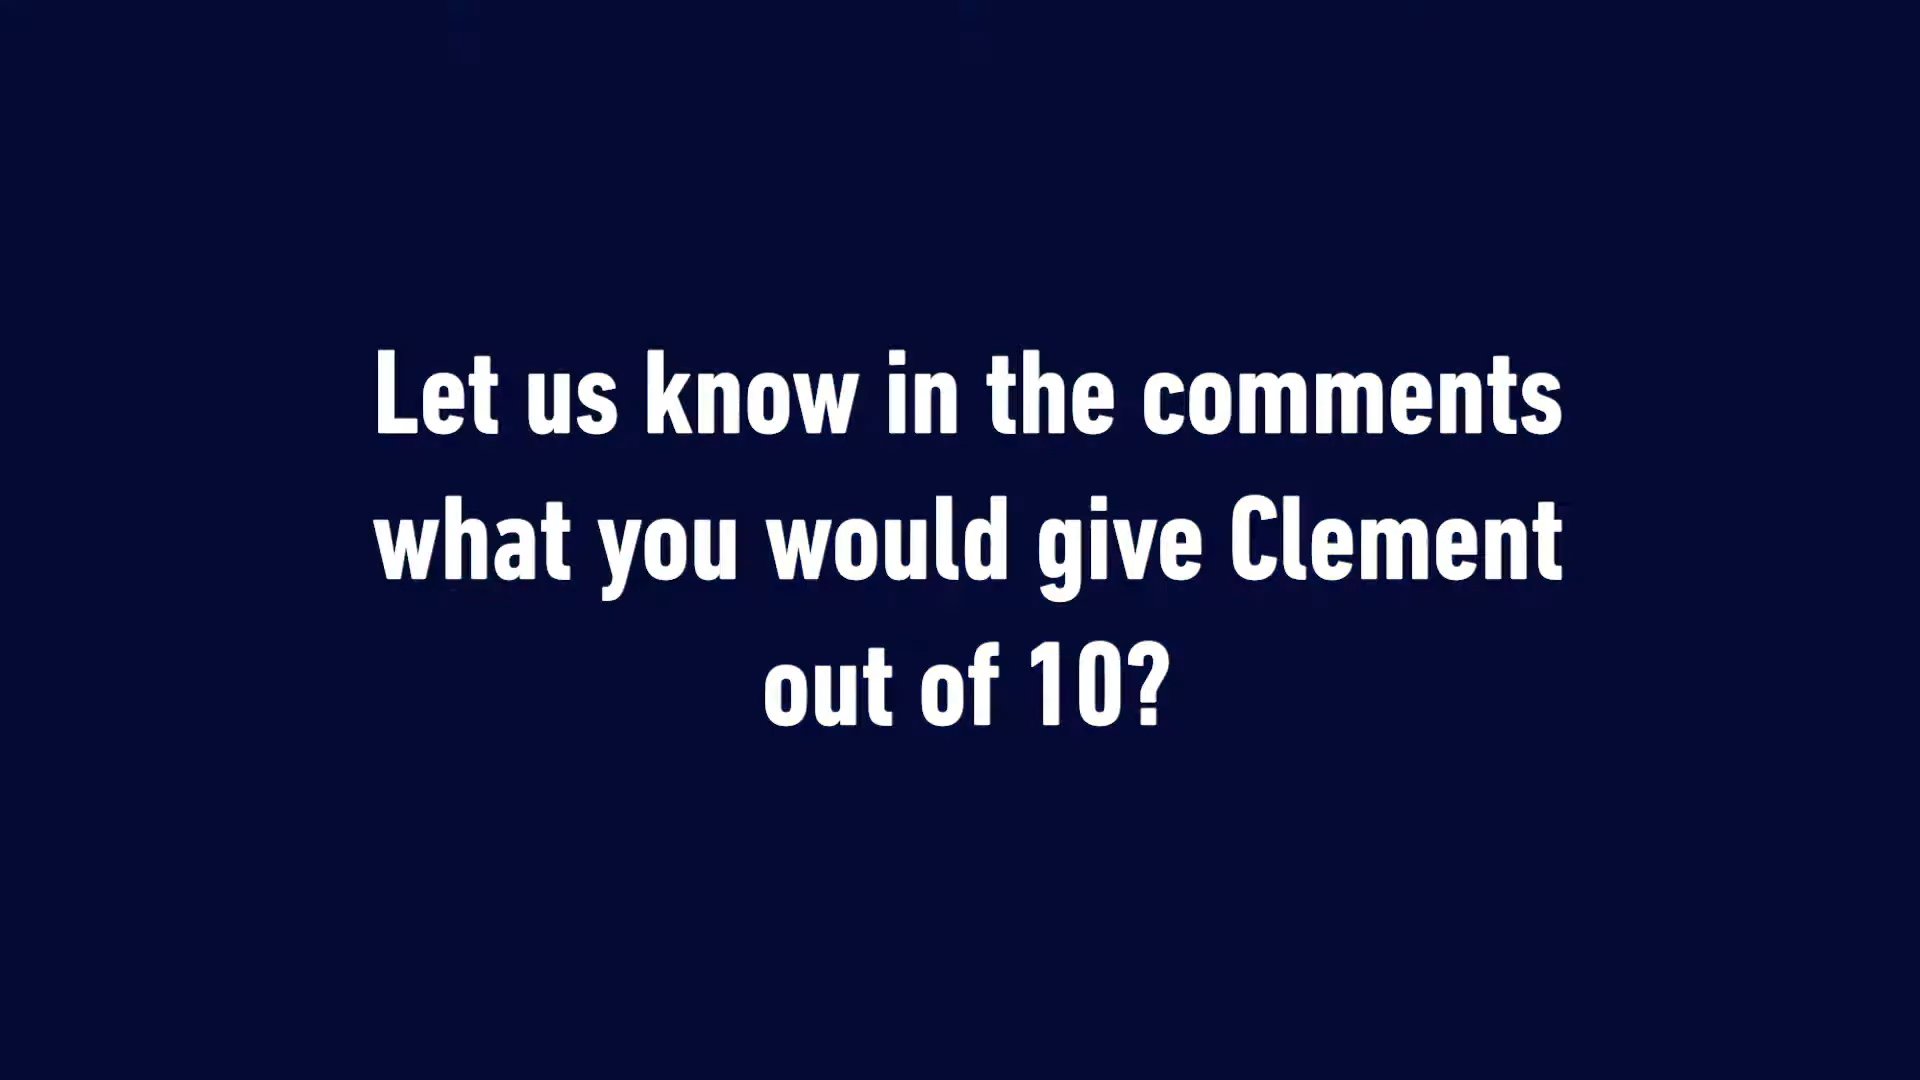 Let us know in the comments
what you would give Clement
out of 10?